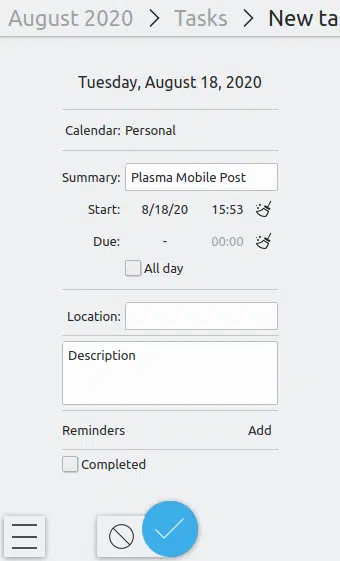 August 2020 > Tasks > New ta
Tuesday, August 18, 2020
Calendar: Personal
Summary: Plasma Mobile Post
Start: 8/18/20 15:53
Due: - 00:00
All day
Location:
Description
Reminders Add
Completed